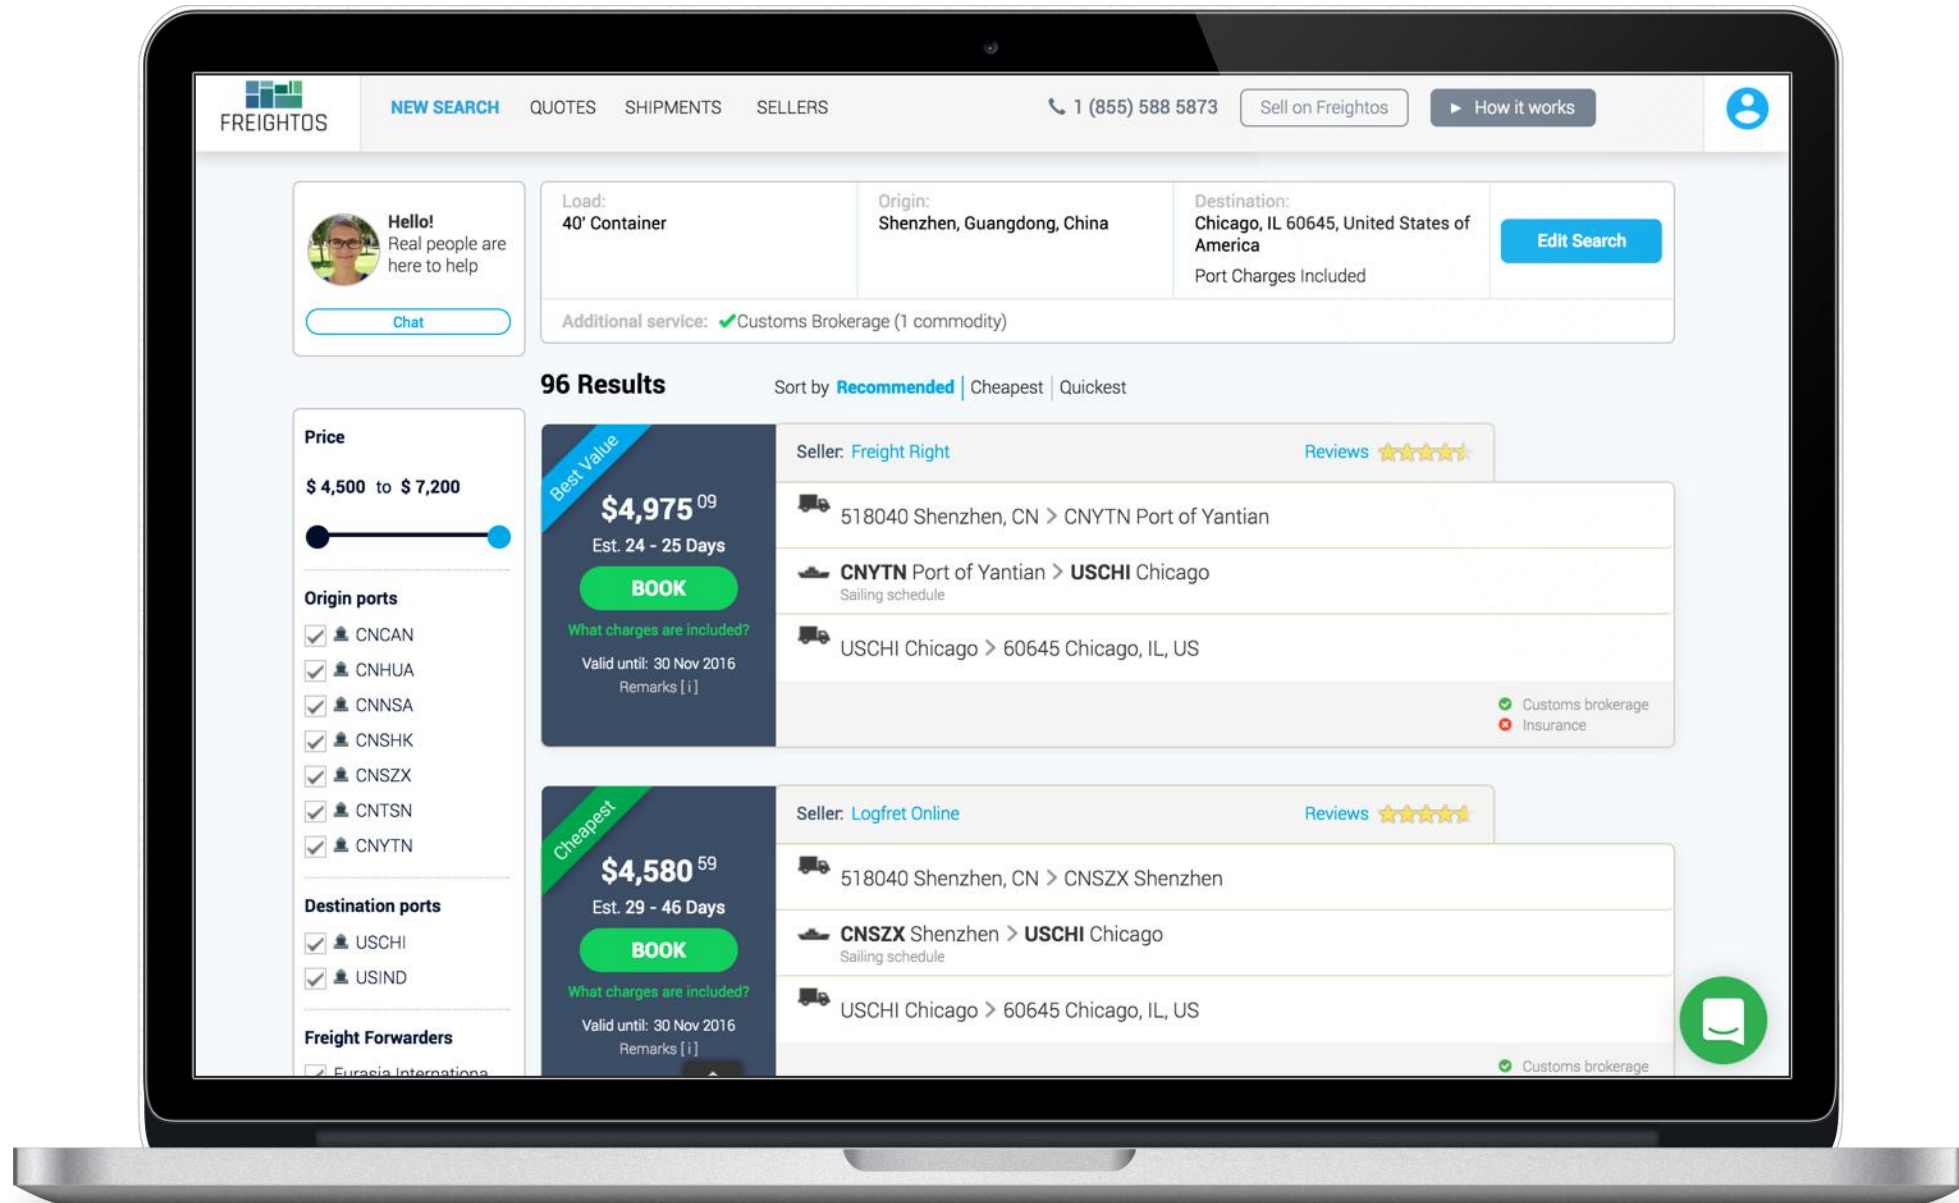 FREIGHTOS
NEW SEARCH QUOTES SHIPMENTS SELLERS
1 (855) 588 5873 Sell on Freightos How it works
Hello!
Real people are
here to help
Chat
Load:
40' Container
Origin:
Shenzhen, Guangdong, China
Destination:
Chicago, IL 60645, United States of
America
Port Charges Included
Edit Search
Additional service: Customs Brokerage (1 commodity)
96 Results
Sort by Recommended | Cheapest | Quickest
Price
$ 4,500 to $ 7,200
Origin ports
CNCAN
CNHUA
CNNSA
CNSHK
CNSZX
CNTSN
CNYTN
Destination ports
USCHI
USIND
Freight Forwarders
Eurasia Internationa
Best Value
$4,975 09
Est. 24 - 25 Days
BOOK
What charges are included?
Valid until: 30 Nov 2016
Remarks [i]
Seller: Freight Right
Reviews
518040 Shenzhen, CN > CNYTN Port of Yantian
CNYTN Port of Yantian > USCHI Chicago
Sailing schedule
USCHI Chicago > 60645 Chicago, IL, US
Customs brokerage
Insurance
Cheapest
$4,580 59
Est. 29 - 46 Days
BOOK
What charges are included?
Valid until: 30 Nov 2016
Remarks [i]
Seller: Logfret Online
Reviews
518040 Shenzhen, CN > CNSZX Shenzhen
CNSZX Shenzhen > USCHI Chicago
Sailing schedule
USCHI Chicago > 60645 Chicago, IL, US
Customs brokerage